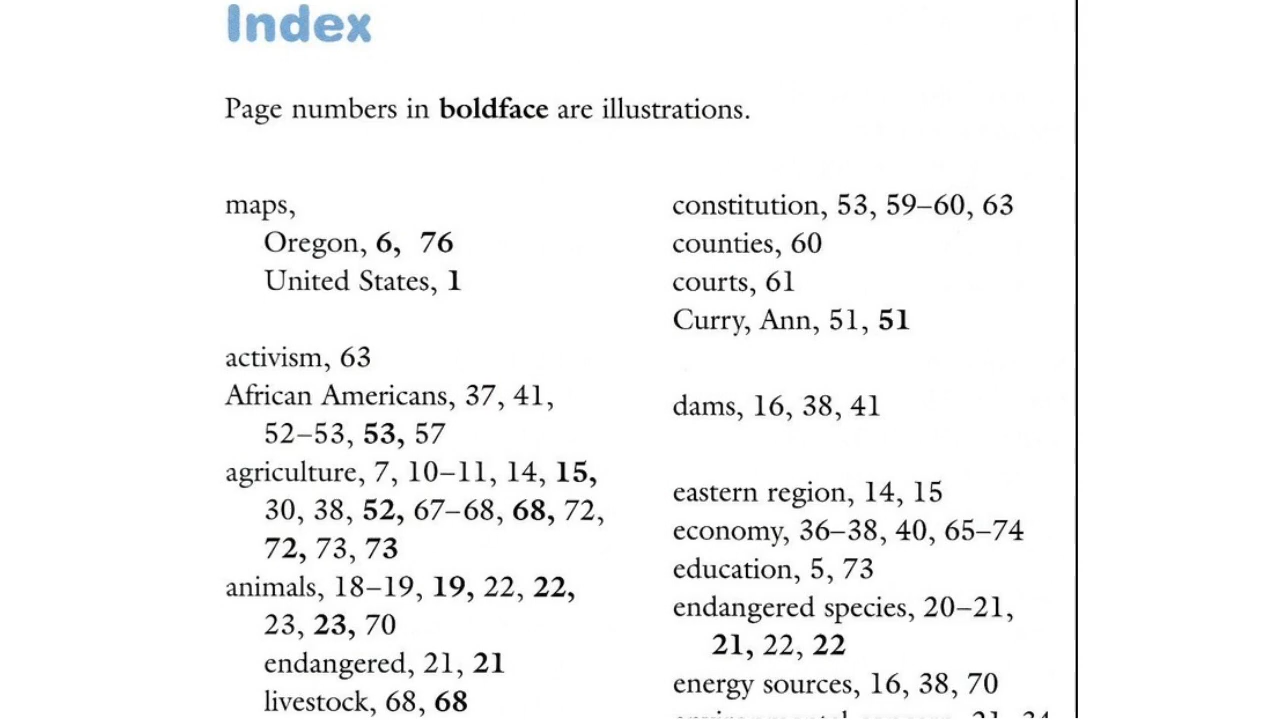 Index
Page numbers in boldface are illustrations.
maps,
Oregon, 6, 76
United States, 1
activism, 63
African Americans, 37, 41,
52–53, 53, 57
agriculture, 7, 10–11, 14, 15,
30, 38, 52, 67–68, 68, 72,
72, 73, 73
animals, 18–19, 19, 22, 22,
23, 23, 70
endangered, 21, 21
livestock, 68, 68
constitution, 53, 59–60, 63
counties, 60
courts, 61
Curry, Ann, 51, 51
dams, 16, 38, 41
eastern region, 14, 15
economy, 36–38, 40, 65–74
education, 5, 73
endangered species, 20–21,
21, 22, 22
energy sources, 16, 38, 70